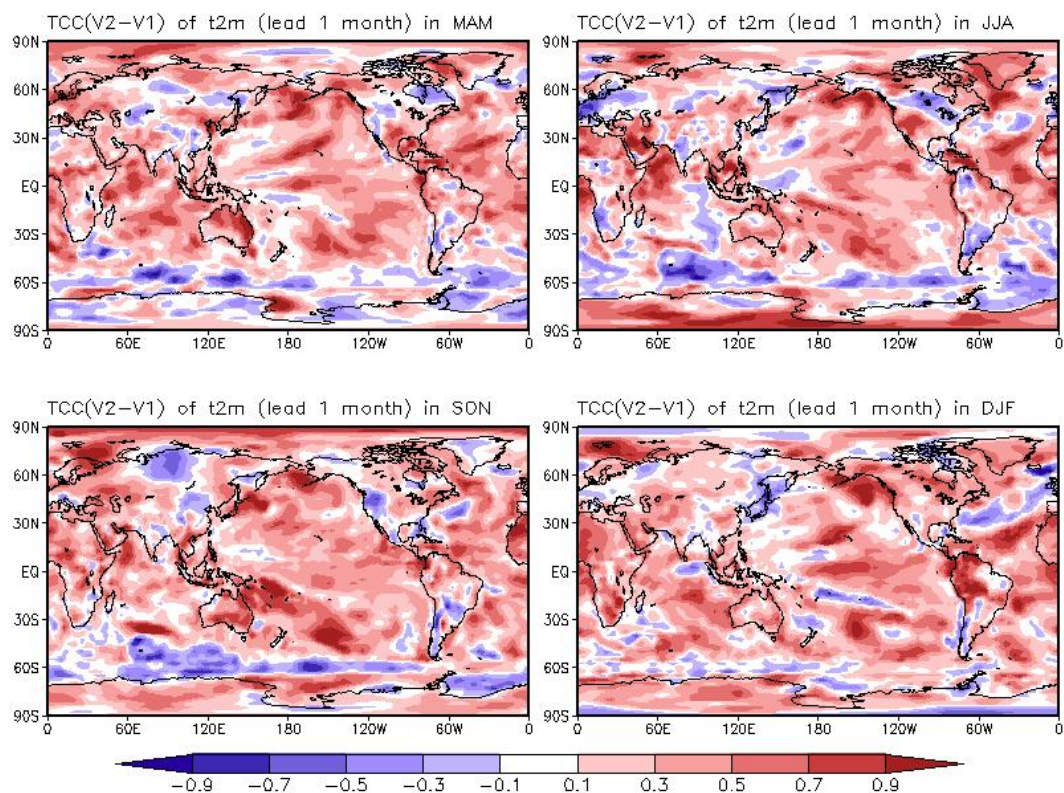 TCC(V2-V1) of t2m (lead 1 month) in MAM
TCC(V2-V1) of t2m (lead 1 month) in JJA
90N
60N
30N
EQ
30S
60S
90S
0 60E 120E 180 120W 60W 0
90N
60N
30N
EQ
30S
60S
90S
0 60E 120E 180 120W 60W 0
TCC(V2-V1) of t2m (lead 1 month) in SON
TCC(V2-V1) of t2m (lead 1 month) in DJF
90N
60N
30N
EQ
30S
60S
90S
0 60E 120E 180 120W 60W 0
90N
60N
30N
EQ
30S
60S
90S
0 60E 120E 180 120W 60W 0
-0.9 -0.7 -0.5 -0.3 -0.1 0.1 0.3 0.5 0.7 0.9